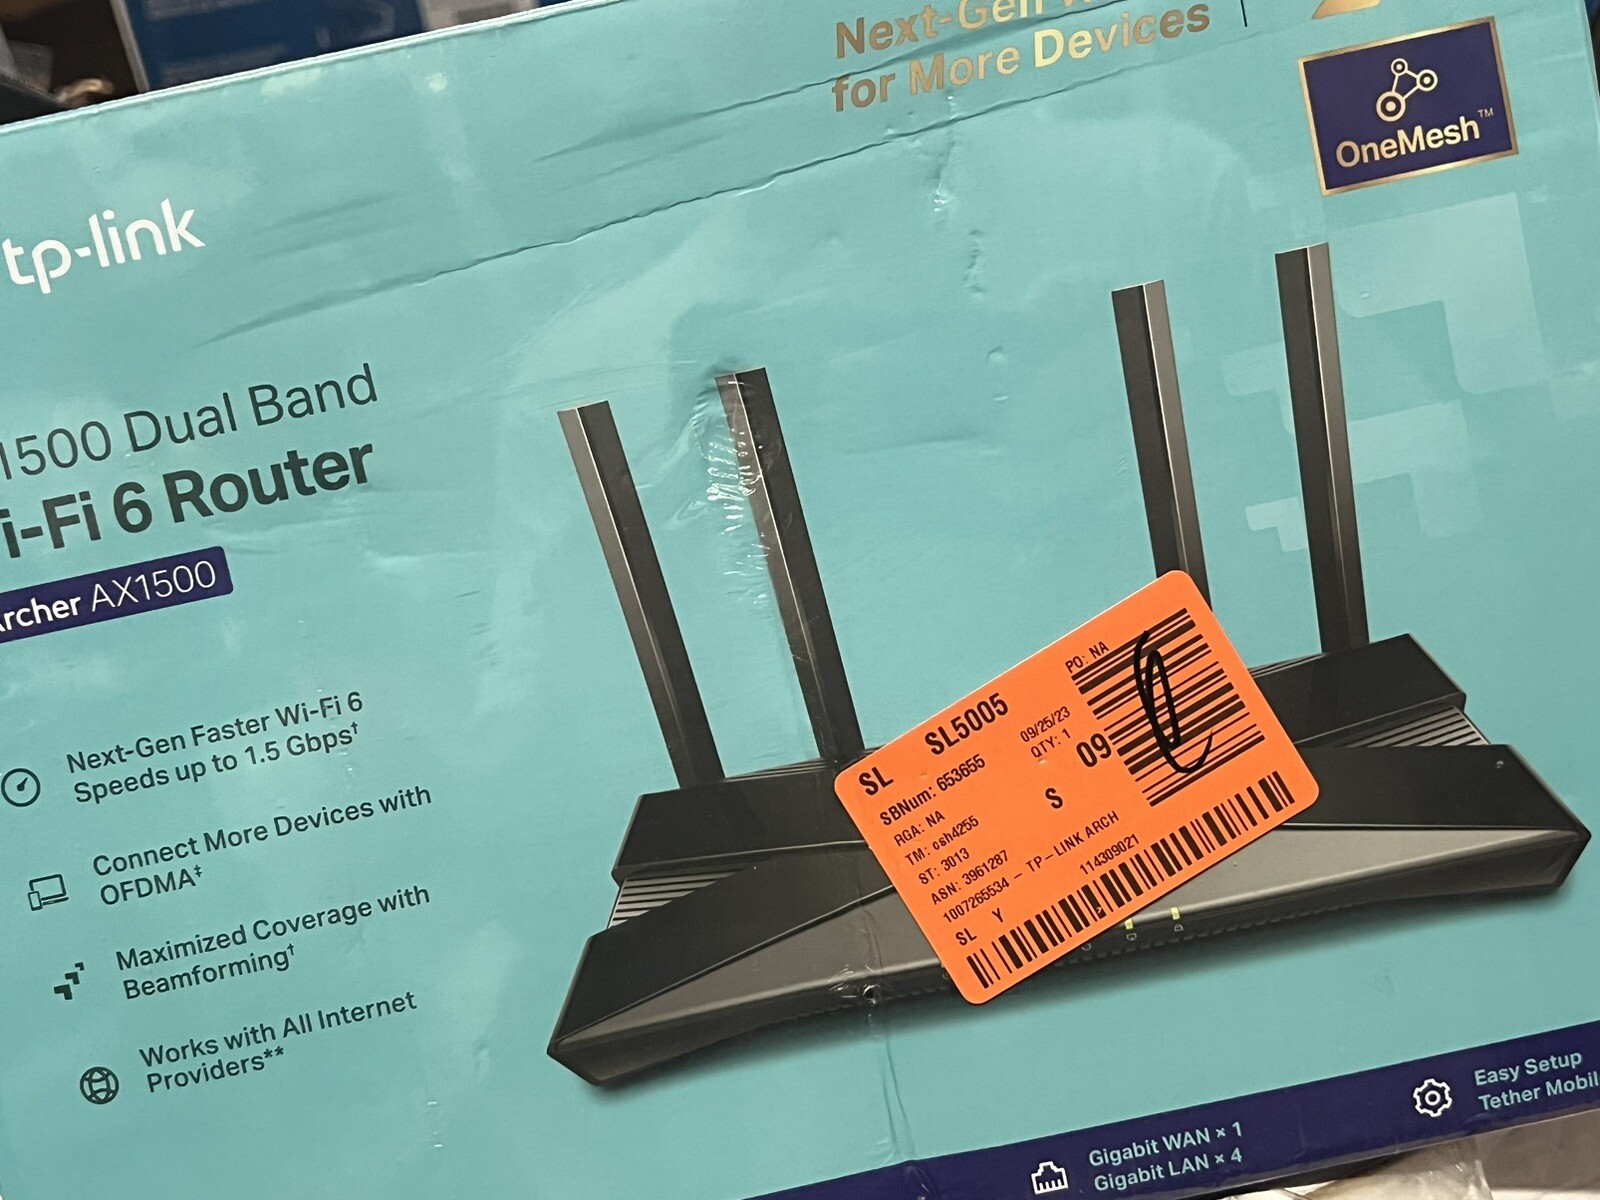 Next-Gen
for More Devices
OneMesh™
tp-link
1500 Dual Band
i-Fi 6 Router
Archer AX1500
Next-Gen Faster Wi-Fi 6
Speeds up to 1.5 Gbps†
Connect More Devices with
OFDMA‡
Maximized Coverage with
Beamforming†
Works with All Internet
Providers**
SL SL5005 PO: NA
SBNum: 653655 09/25/23
RGA: NA QTY: 1 09
TM: csh4255 S
ST: 3013
ASN: 3961287
1007265534 – TP–LINK ARCH
SL Y 114309021
Gigabit WAN × 1
Gigabit LAN × 4
Easy Setup
Tether Mobil